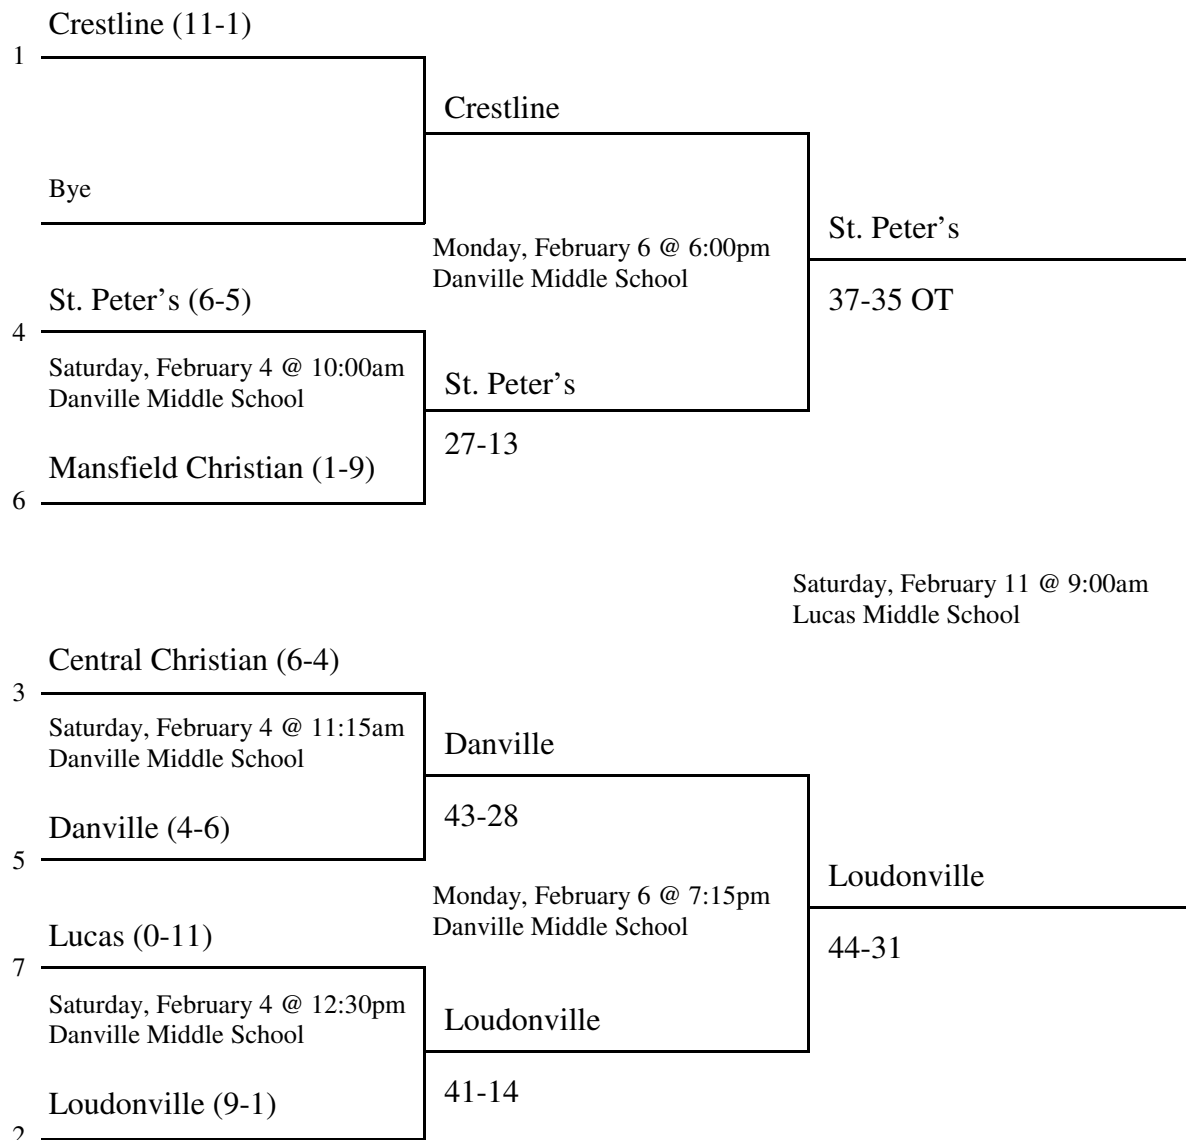 Crestline (11-1)
1
Crestline
Bye
Monday, February 6 @ 6:00pm
Danville Middle School
St. Peter’s
37-35 OT
St. Peter’s (6-5)
4
Saturday, February 4 @ 10:00am
Danville Middle School
St. Peter’s
27-13
Mansfield Christian (1-9)
6
Saturday, February 11 @ 9:00am
Lucas Middle School
Central Christian (6-4)
3
Saturday, February 4 @ 11:15am
Danville Middle School
Danville
43-28
Danville (4-6)
5
Monday, February 6 @ 7:15pm
Danville Middle School
Loudonville
44-31
Lucas (0-11)
7
Saturday, February 4 @ 12:30pm
Danville Middle School
Loudonville
41-14
Loudonville (9-1)
2